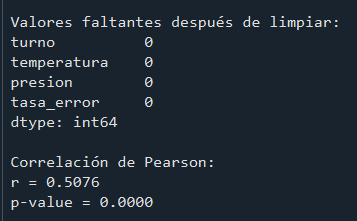 Valores faltantes después de limpiar:
turno          0
temperatura    0
presion        0
tasa_error     0
dtype: int64

Correlación de Pearson:
r = 0.5076
p-value = 0.0000